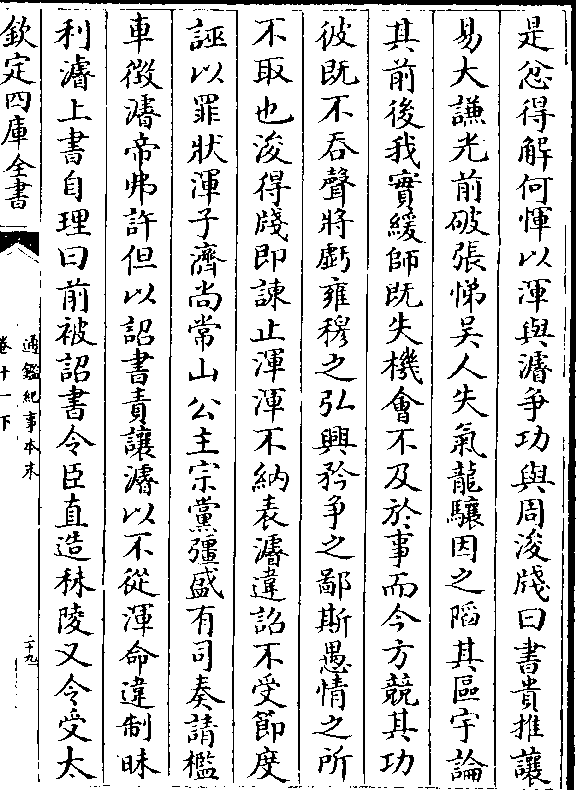 是忿得解何惲以渾與濬爭功與周浚牋曰書貴推讓
易大謙光前破張悌吳人失氣龍驤因之䧟其區宇論
其前後我實緩師既失機會不及於事而今方競其功
彼既不吞聲將虧雍穆之弘興矜爭之鄙斯愚情之所
不取也浚得牋即諫止渾渾不納表濬違詔不受節度
誣以罪狀渾子濟尚常山公主宗黨彊盛有司奏請檻
車徵濬帝弗許但以詔書責讓濬以不從渾命違制昧
利濬上書自理曰前被詔書令臣直造秣陵又令受太
欽定四庫全書
通鑑紀事本末
卷十一下
二十九